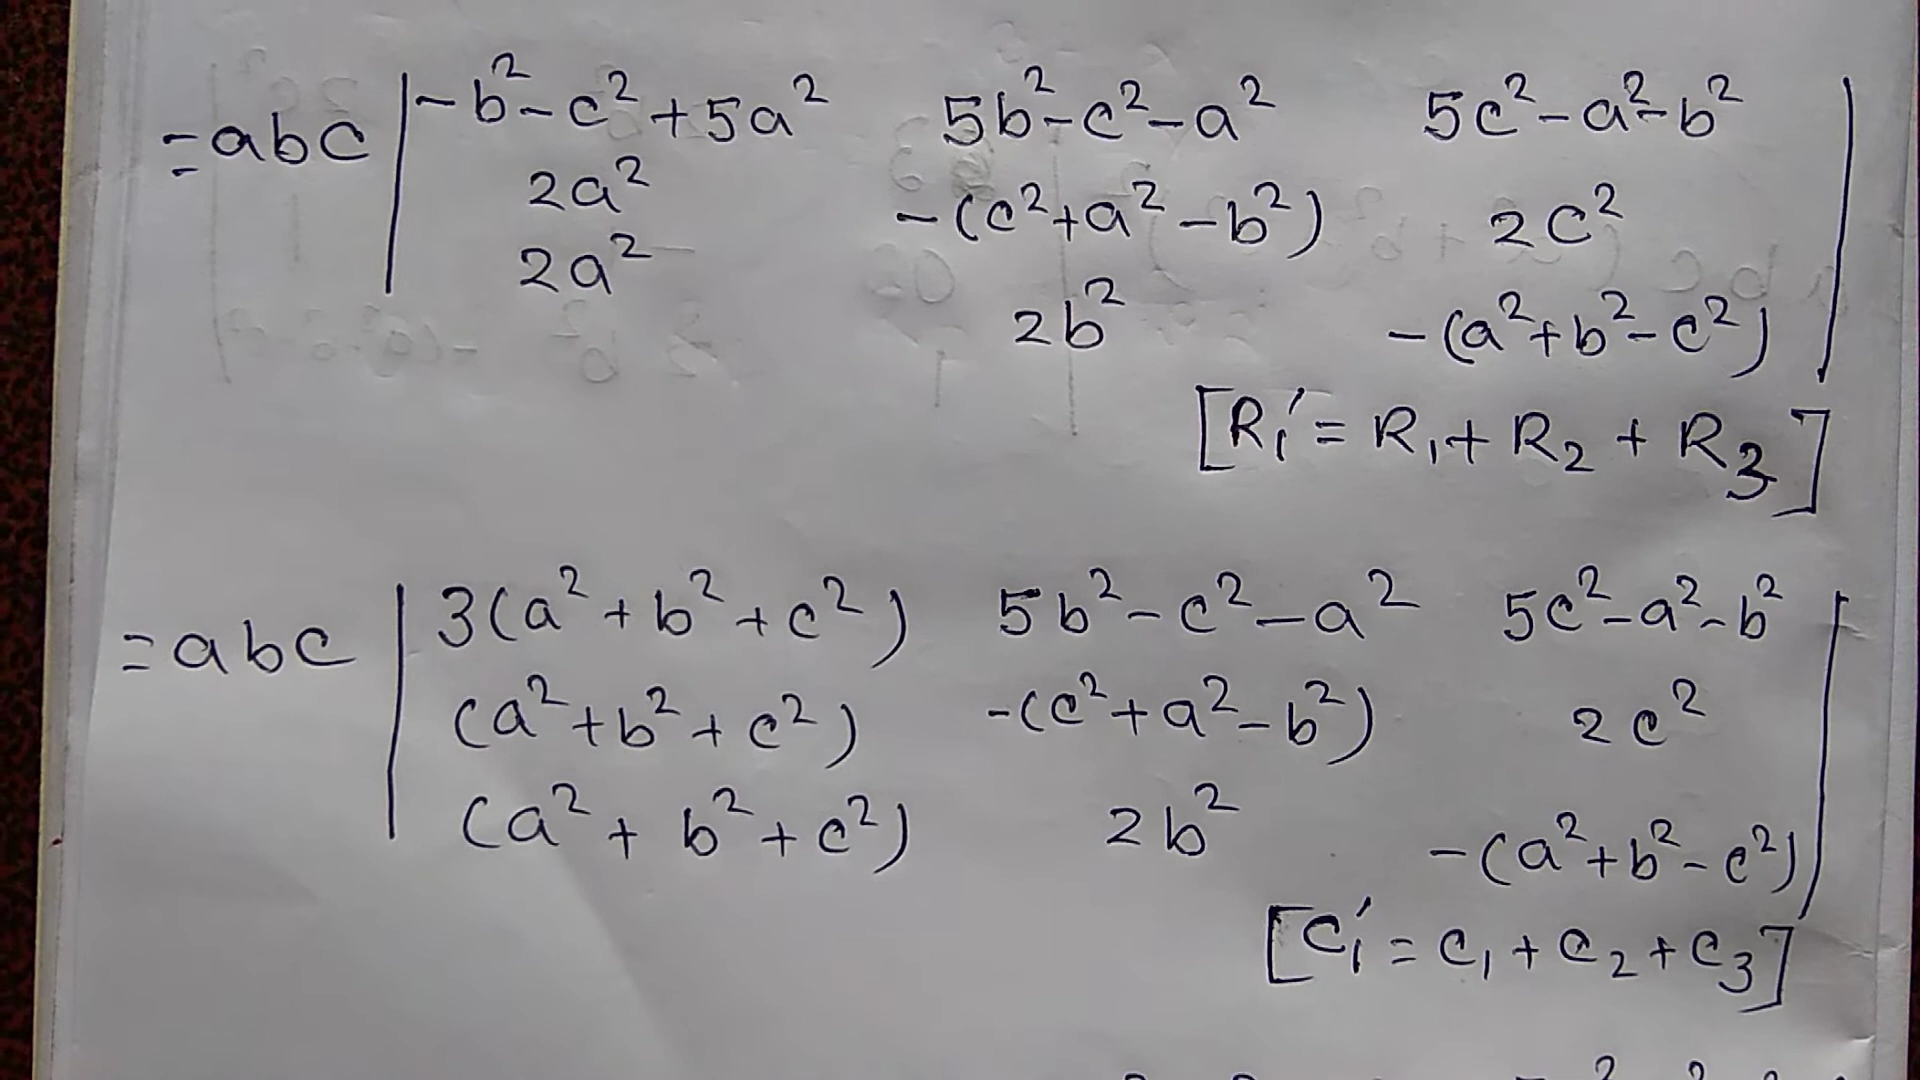 = abc | -b² - c² + 5a²   5b² - c² - a²   5c² - a² - b² |
2a²   -(c² + a² - b²)   2c²
2a²   2b²   -(a² + b² - c²)
[R₁′ = R₁ + R₂ + R₃]
= abc | 3(a² + b² + c²)   5b² - c² - a²   5c² - a² - b² |
(a² + b² + c²)   -(c² + a² - b²)   2c²
(a² + b² + c²)   2b²   -(a² + b² - c²)
[C₁′ = C₁ + C₂ + C₃]